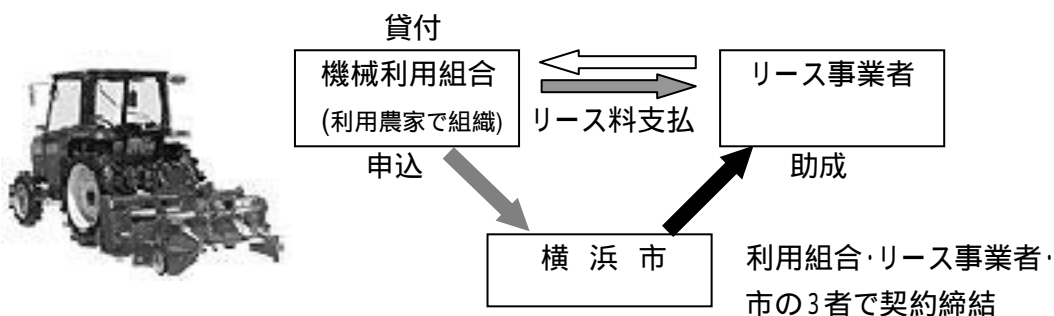 貸付
機械利用組合
(利用農家で組織)
リース事業者
リース料支払
申込
助成
横 浜 市
利用組合・リース事業者・
市の3者で契約締結